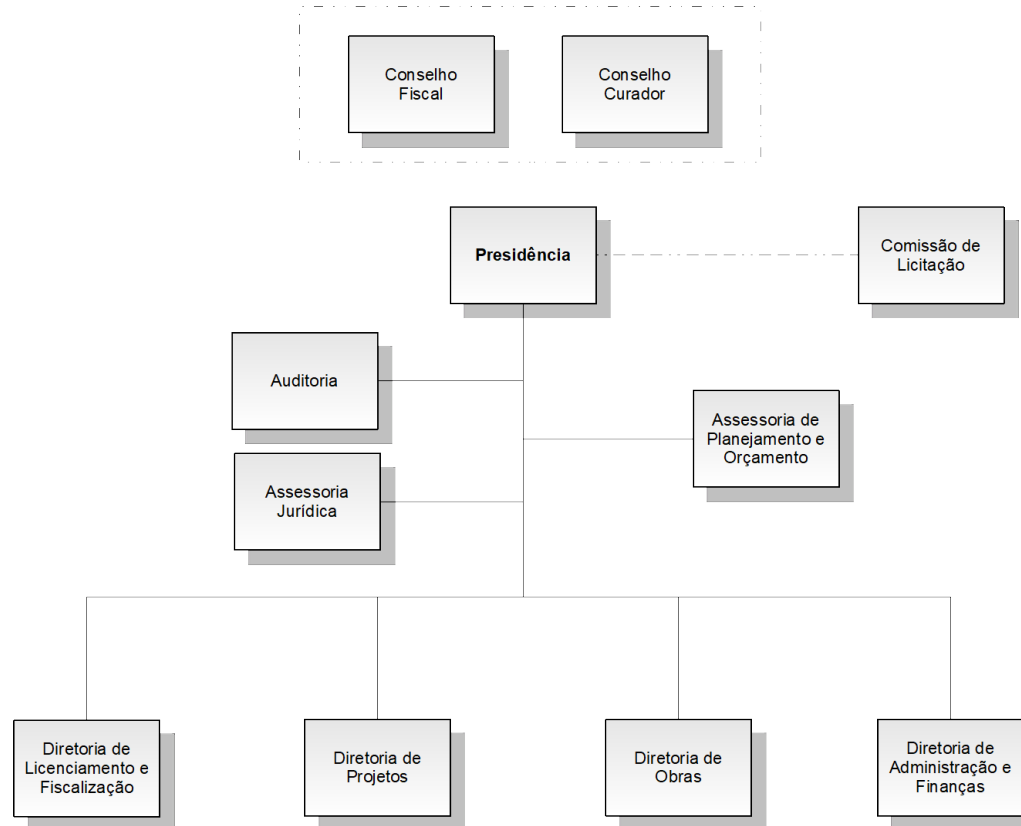 Conselho
Fiscal
Conselho
Curador
Presidência
Comissão de
Licitação
Auditoria
Assessoria de
Planejamento e
Orçamento
Assessoria
Jurídica
Diretoria de
Licenciamento e
Fiscalização
Diretoria de
Projetos
Diretoria de
Obras
Diretoria de
Administração e
Finanças